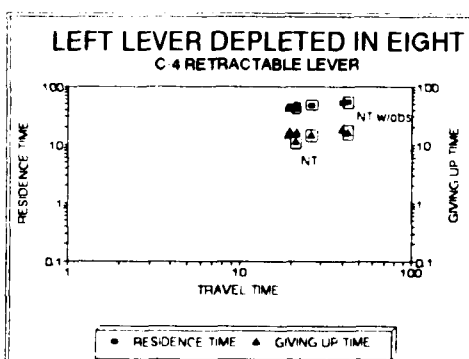 LEFT LEVER DEPLETED IN EIGHT
C-4 RETRACTABLE LEVER
100 100
NT w/obs
10 10
NT
1 1
0.1 0.1
1 10 100
RESIDENCE TIME
GIVING UP TIME
TRAVEL TIME
RESIDENCE TIME GIVING UP TIME